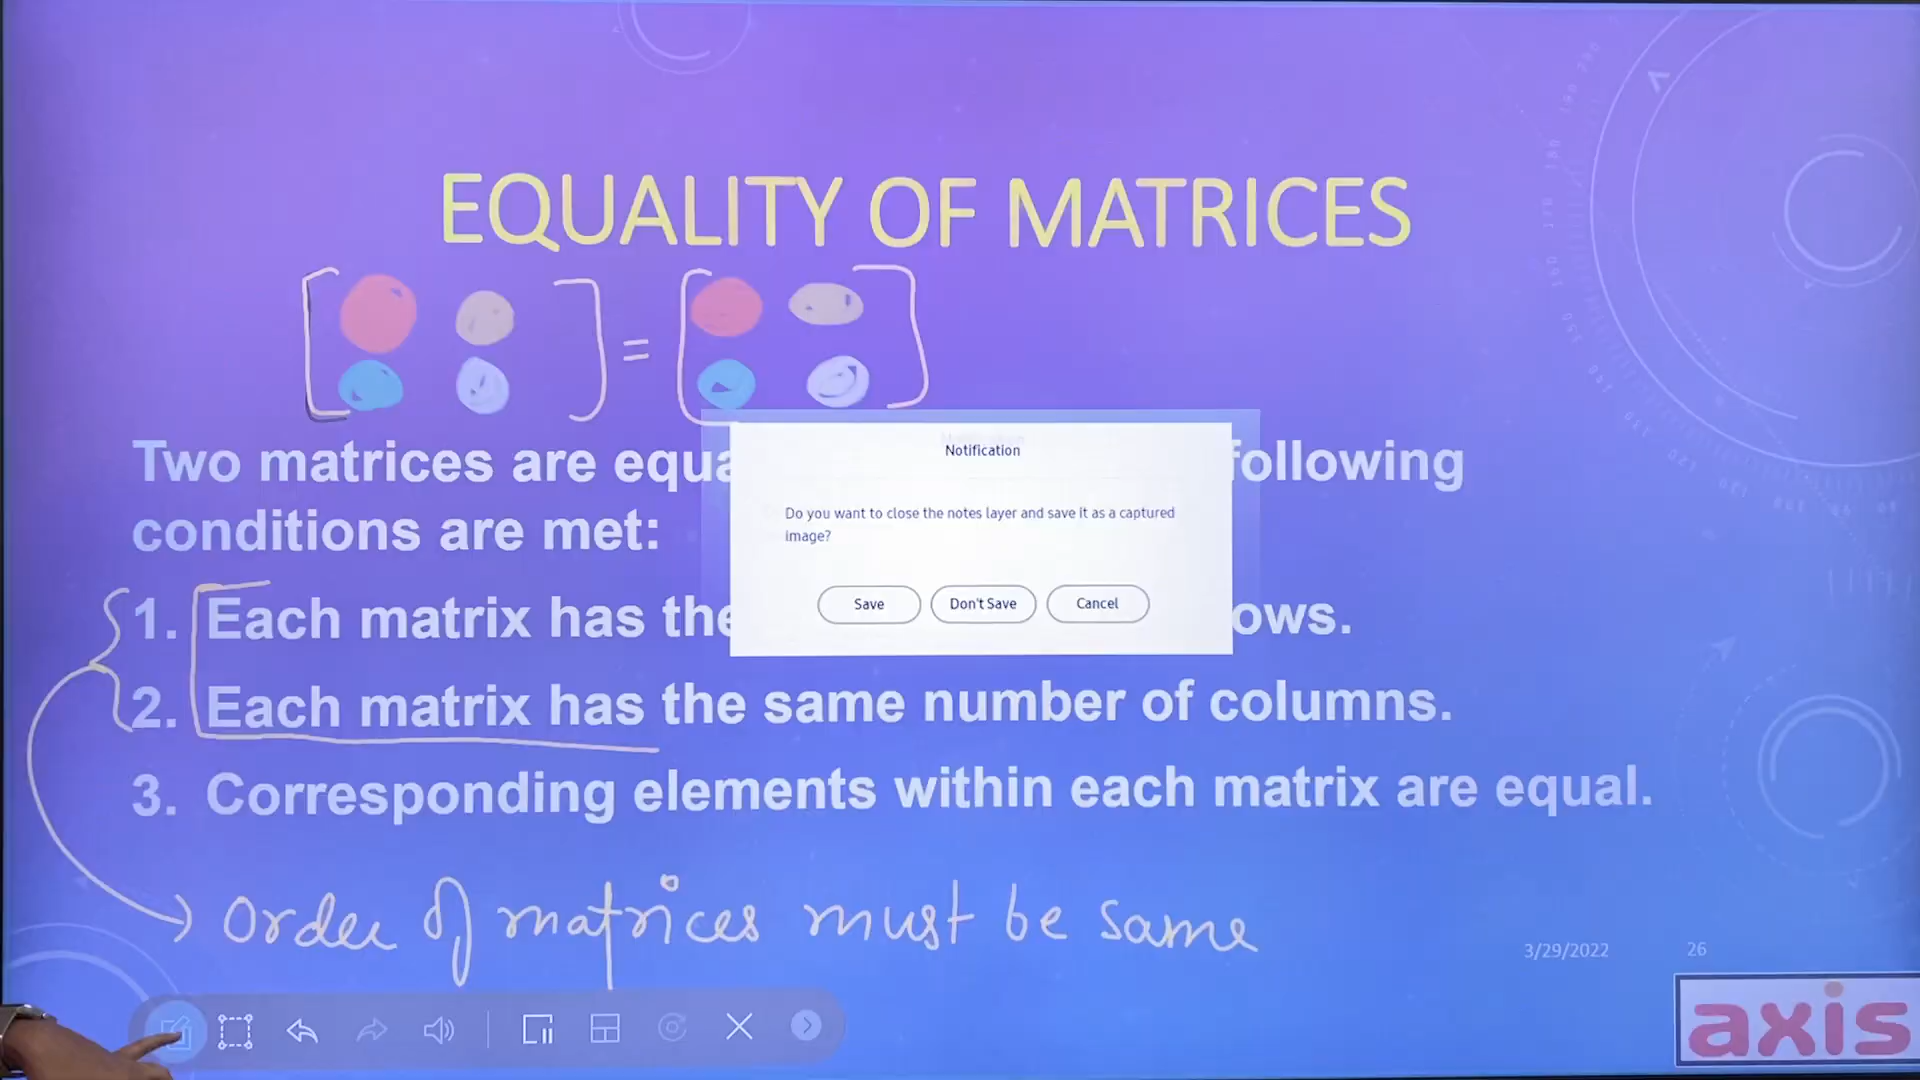 EQUALITY OF MATRICES
=
Two matrices are equa
following
conditions are met:
Notification
Do you want to close the notes layer and save it as a captured
image?
Save Don't Save Cancel
1. Each matrix has the
ows.
2. Each matrix has the same number of columns.
3. Corresponding elements within each matrix are equal.
Order of matrices must be same
3/29/2022 26
axis